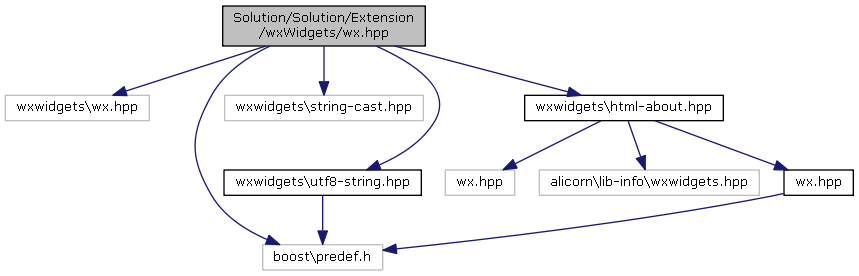 Solution/Solution/Extension
/wxWidgets/wx.hpp
wxwidgets\wx.hpp
wxwidgets\string-cast.hpp
wxwidgets\html-about.hpp
wxwidgets\utf8-string.hpp
wx.hpp
alicorn\lib-info\wxwidgets.hpp
wx.hpp
boost\predef.h